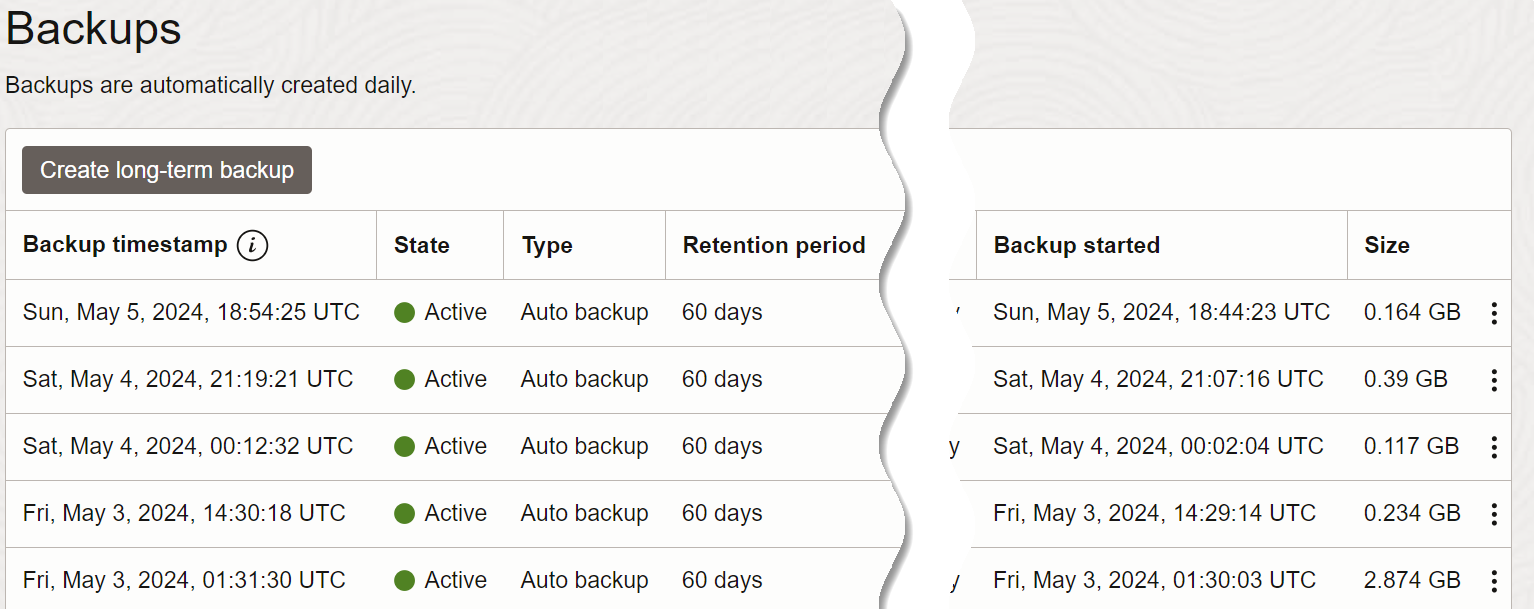 Backups
Backups are automatically created daily.
Create long-term backup
Backup timestamp i State Type Retention period Backup started Size
Sun, May 5, 2024, 18:54:25 UTC Active Auto backup 60 days Sun, May 5, 2024, 18:44:23 UTC 0.164 GB
Sat, May 4, 2024, 21:19:21 UTC Active Auto backup 60 days Sat, May 4, 2024, 21:07:16 UTC 0.39 GB
Sat, May 4, 2024, 00:12:32 UTC Active Auto backup 60 days y Sat, May 4, 2024, 00:02:04 UTC 0.117 GB
Fri, May 3, 2024, 14:30:18 UTC Active Auto backup 60 days Fri, May 3, 2024, 14:29:14 UTC 0.234 GB
Fri, May 3, 2024, 01:31:30 UTC Active Auto backup 60 days y Fri, May 3, 2024, 01:30:03 UTC 2.874 GB